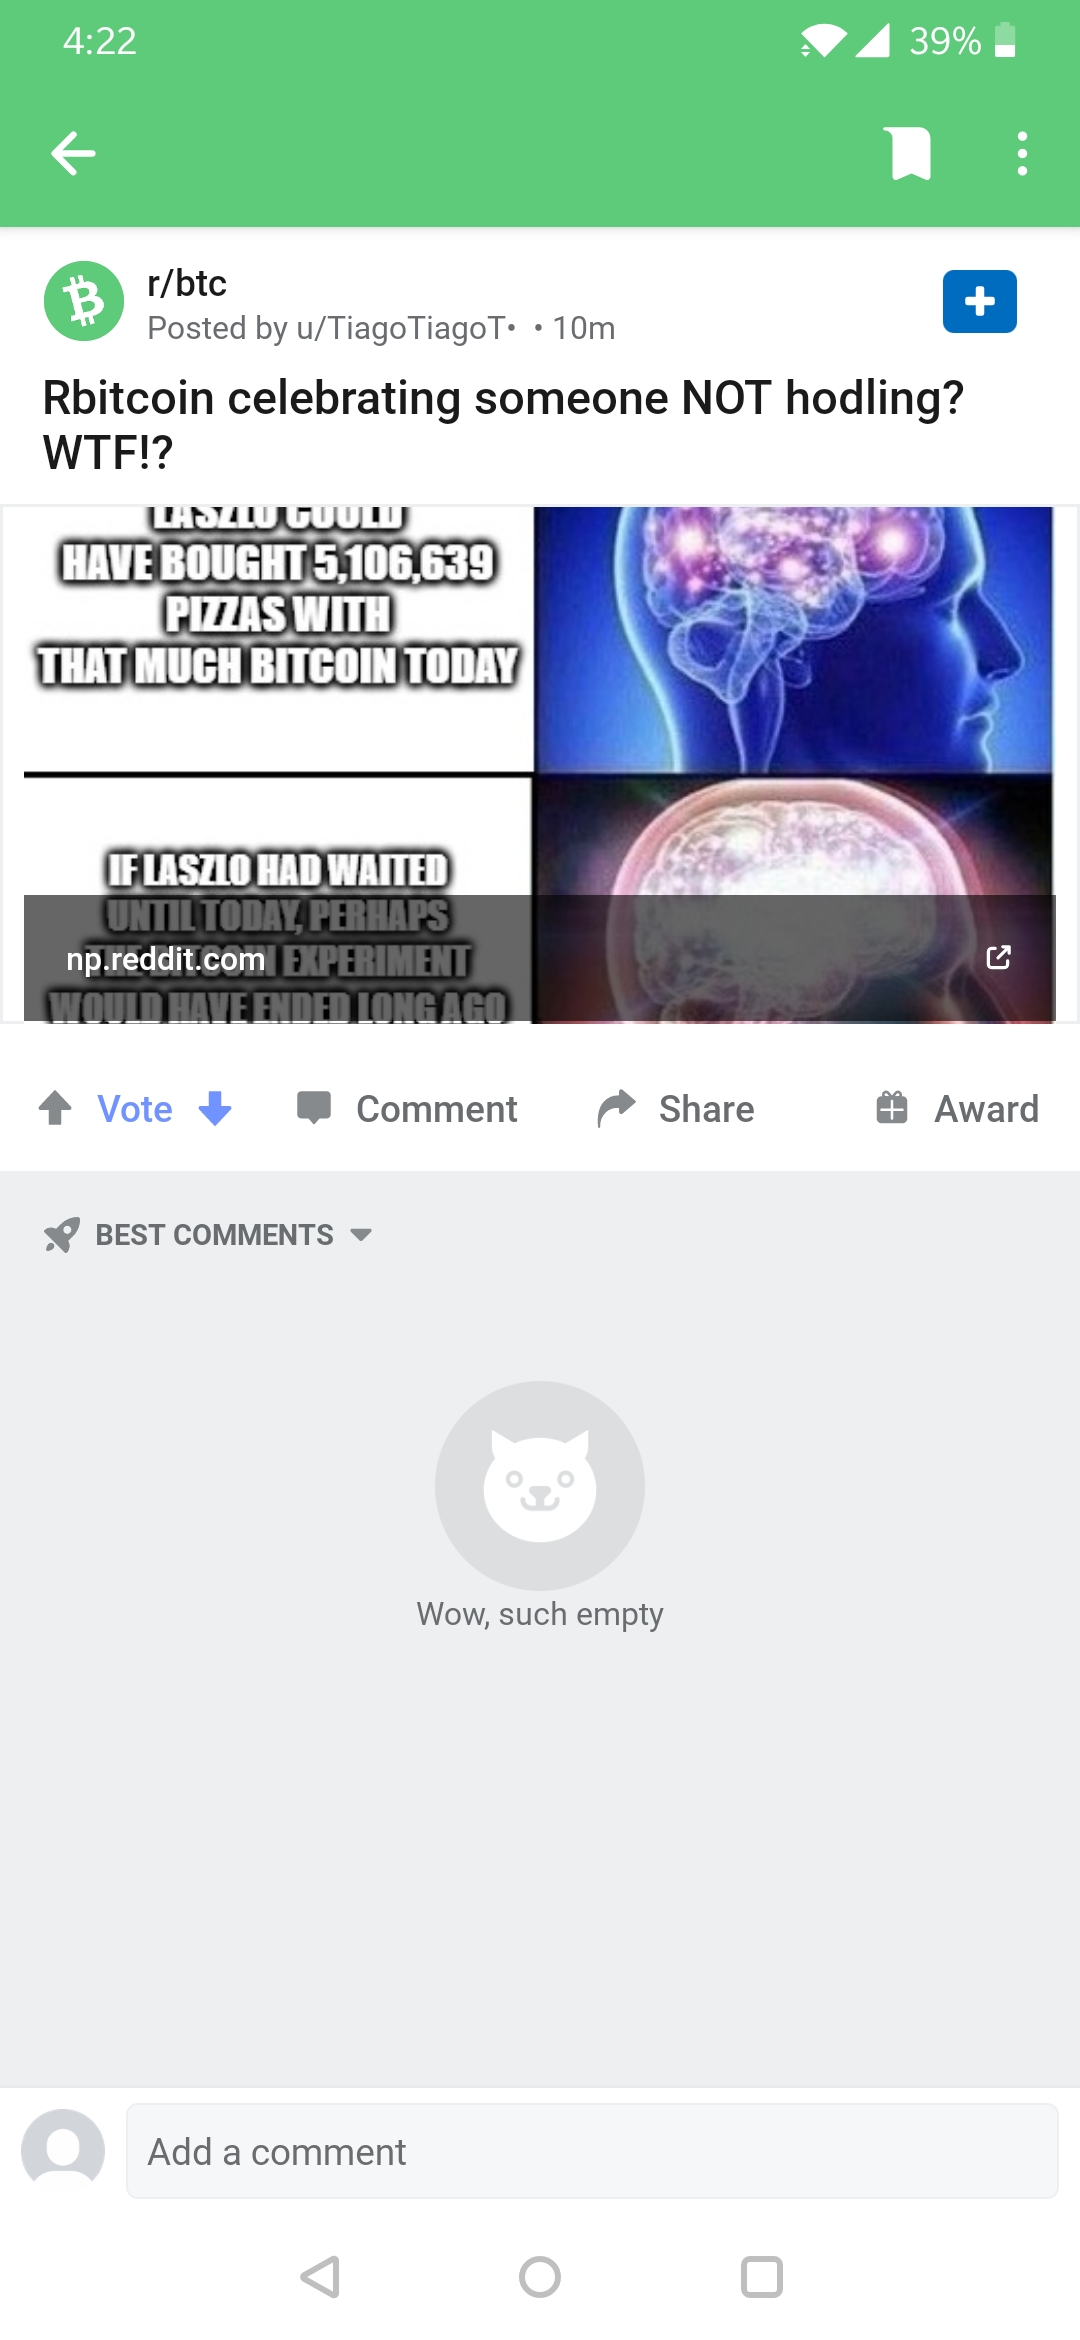 4:22
39%
r/btc
Posted by u/TiagoTiagoT• • 10m
Rbitcoin celebrating someone NOT hodling?
WTF!?
LASZLO COULD
HAVE BOUGHT 5,106,639
PIZZAS WITH
THAT MUCH BITCOIN TODAY
IF LASZLO HAD WAITED
UNTIL TODAY, PERHAPS
THE BITCOIN EXPERIMENT
np.reddit.com
WOULD HAVE ENDED LONG AGO
Vote
Comment
Share
Award
BEST COMMENTS
Wow, such empty
Add a comment